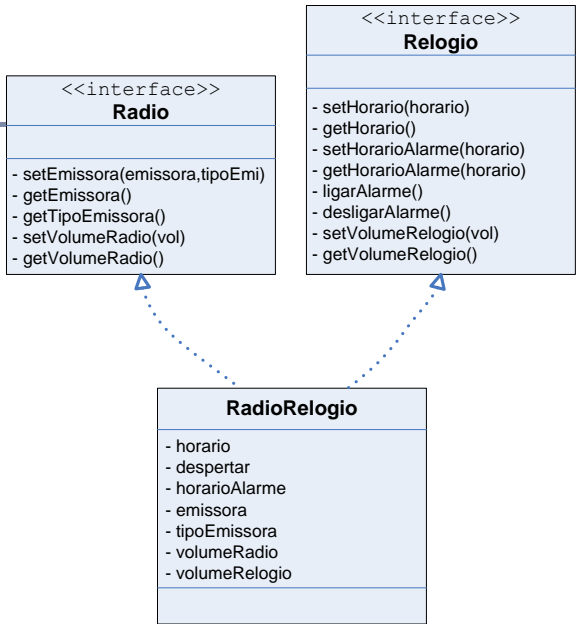 <<interface>>
Radio
- setEmissora(emissora,tipoEmi)
- getEmissora()
- getTipoEmissora()
- setVolumeRadio(vol)
- getVolumeRadio()
<<interface>>
Relogio
- setHorario(horario)
- getHorario()
- setHorarioAlarme(horario)
- getHorarioAlarme(horario)
- ligarAlarme()
- desligarAlarme()
- setVolumeRelogio(vol)
- getVolumeRelogio()
RadioRelogio
- horario
- despertar
- horarioAlarme
- emissora
- tipoEmissora
- volumeRadio
- volumeRelogio